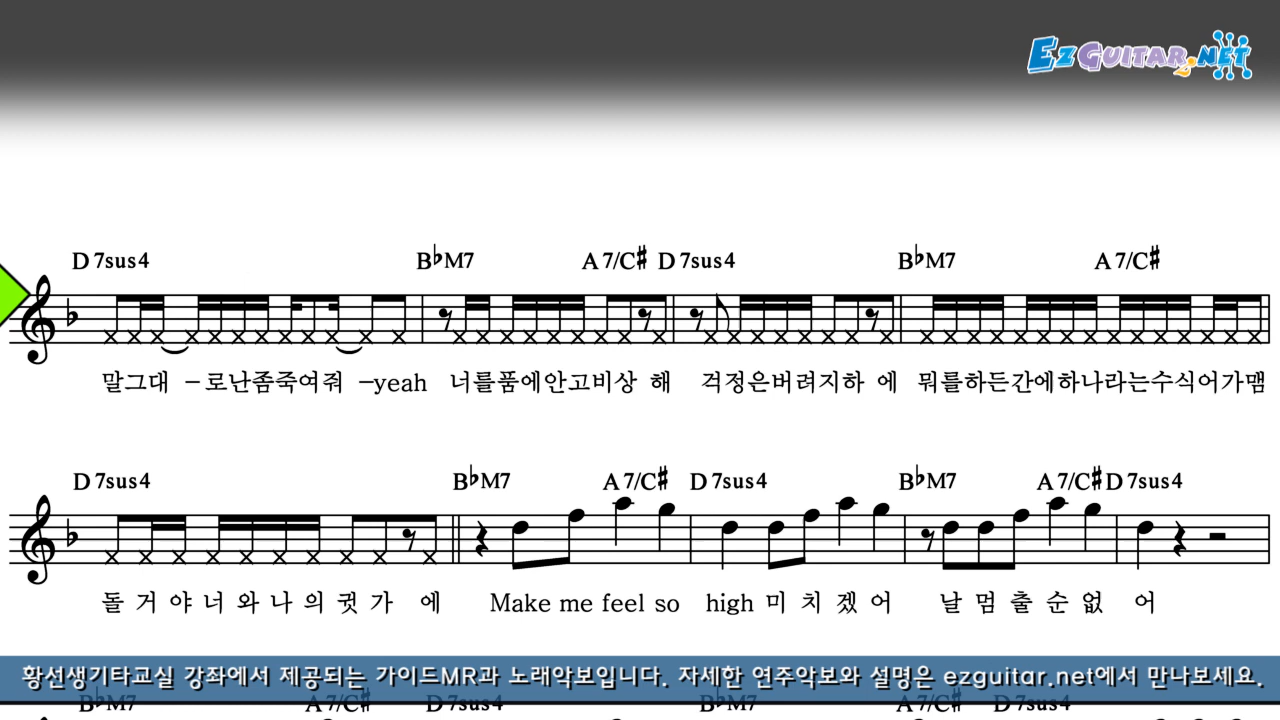 EzGuitar.NET
D7sus4 B♭M7 A7/C♯ D7sus4 B♭M7 A7/C♯
말그대 -로난좀죽여줘 -yeah 너를품에안고비상 해 걱정은버려지하 에 뭐를하든간에하나라는수식어가맴
D7sus4 B♭M7 A7/C♯ D7sus4 B♭M7 A7/C♯ D7sus4
돌 거 야 너 와 나 의 귓 가 에 Make me feel so high 미 치 겠 어 날 멈 출 순 없 어
황선생기타교실 강좌에서 제공되는 가이드MR과 노래악보입니다. 자세한 연주악보와 설명은 ezguitar.net에서 만나보세요.
B♭M7 A7/C♯ D7sus4 B♭M7 A7/C♯ D7sus4